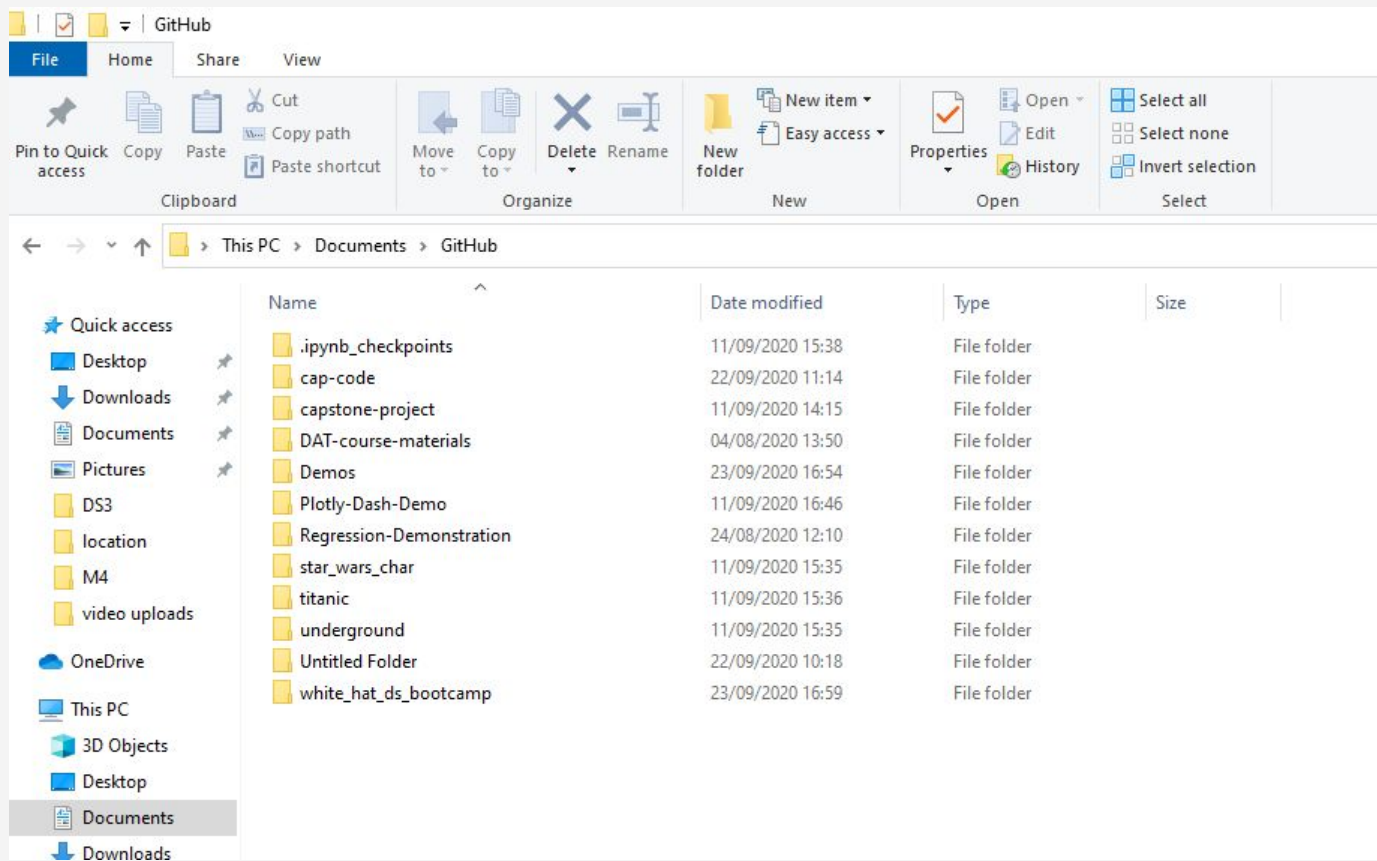 GitHub
File Home Share View
Pin to Quick access
Copy
Paste
Cut
Copy path
Paste shortcut
Clipboard
Move to
Copy to
Delete
Rename
Organize
New folder
New item
Easy access
New
Properties
Open
Edit
History
Open
Select all
Select none
Invert selection
Select
This PC > Documents > GitHub
Quick access
Desktop
Downloads
Documents
Pictures
DS3
location
M4
video uploads
OneDrive
This PC
3D Objects
Desktop
Documents
Downloads
Name Date modified Type Size
.ipynb_checkpoints 11/09/2020 15:38 File folder
cap-code 22/09/2020 11:14 File folder
capstone-project 11/09/2020 14:15 File folder
DAT-course-materials 04/08/2020 13:50 File folder
Demos 23/09/2020 16:54 File folder
Plotly-Dash-Demo 11/09/2020 16:46 File folder
Regression-Demonstration 24/08/2020 12:10 File folder
star_wars_char 11/09/2020 15:35 File folder
titanic 11/09/2020 15:36 File folder
underground 11/09/2020 15:35 File folder
Untitled Folder 22/09/2020 10:18 File folder
white_hat_ds_bootcamp 23/09/2020 16:59 File folder